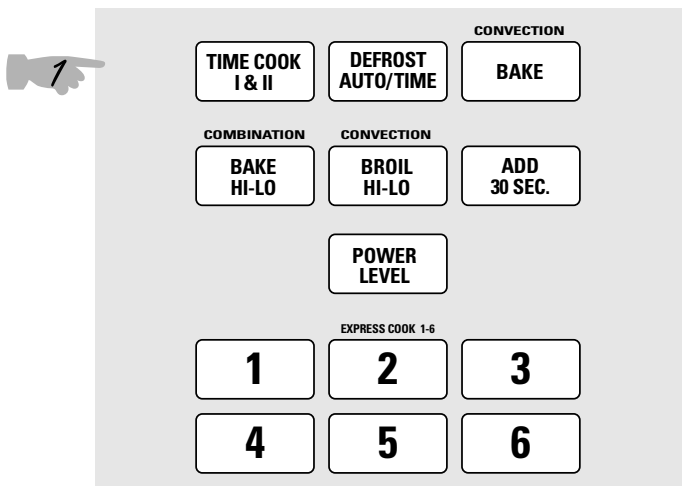 CONVECTION
1
TIME COOK
I & II
DEFROST
AUTO/TIME
BAKE
COMBINATION
CONVECTION
BAKE
HI-LO
BROIL
HI-LO
ADD
30 SEC.
POWER
LEVEL
EXPRESS COOK 1-6
1
2
3
4
5
6